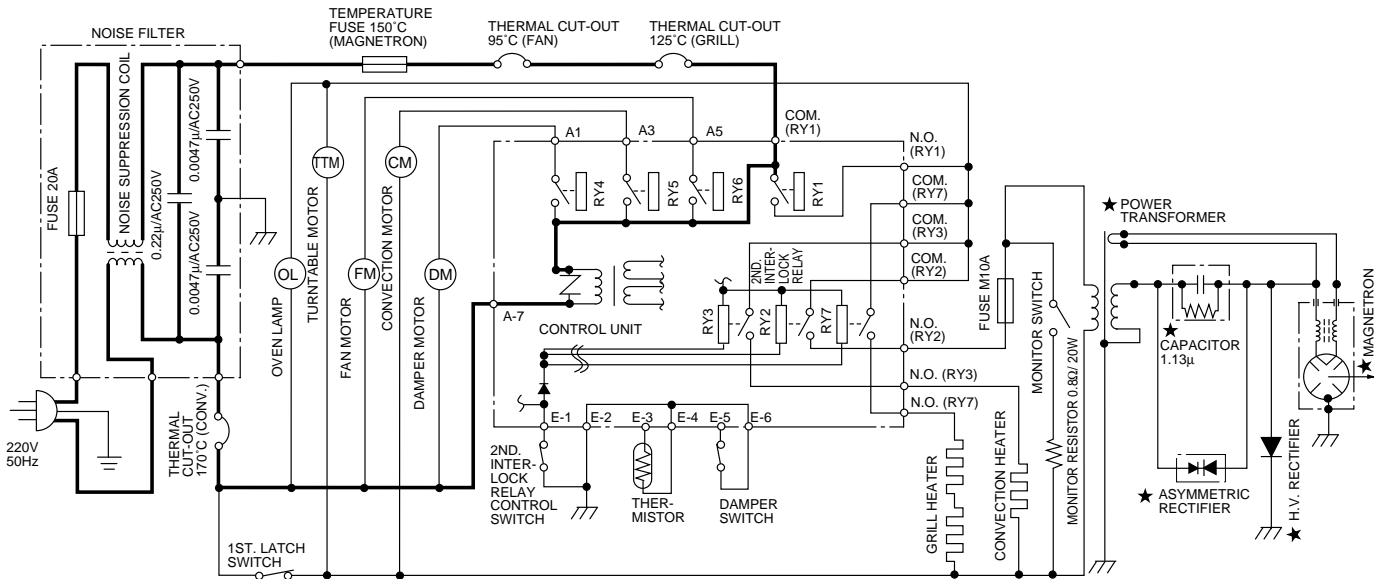 NOISE FILTER
TEMPERATURE
FUSE 150˚C
(MAGNETRON)
THERMAL CUT-OUT
95˚C (FAN)
THERMAL CUT-OUT
125˚C (GRILL)
FUSE 20A
NOISE SUPPRESSION COIL
0.22µ/AC250V
0.0047µ/AC250V
0.0047µ/AC250V
220V
50Hz
THERMAL
CUT-OUT
170˚C (CONV.)
OL
OVEN LAMP
TTM
TURNTABLE MOTOR
FM
FAN MOTOR
CM
CONVECTION MOTOR
DM
DAMPER MOTOR
A1
A3
A5
COM.
(RY1)
RY4
RY5
RY6
RY1
N.O.
(RY1)
COM.
(RY7)
COM.
(RY3)
COM.
(RY2)
N.O.
(RY2)
N.O. (RY3)
N.O. (RY7)
A-7
CONTROL UNIT
2ND.
INTER-
LOCK
RELAY
RY3
RY2
RY7
E-1
E-2
E-3
E-4
E-5
E-6
2ND.
INTER-
LOCK
RELAY
CONTROL
SWITCH
THER-
MISTOR
DAMPER
SWITCH
1ST. LATCH
SWITCH
GRILL HEATER
CONVECTION HEATER
FUSE M10A
MONITOR SWITCH
MONITOR RESISTOR 0.8Ω/ 20W
★ POWER
TRANSFORMER
★ CAPACITOR
1.13µ
★ ASYMMETRIC
RECTIFIER
★ H.V. RECTIFIER
★ MAGNETRON